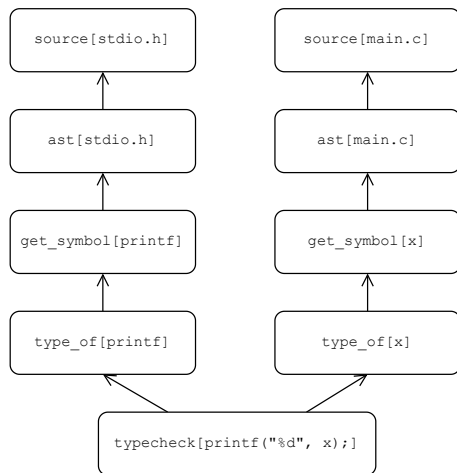 source[stdio.h]
source[main.c]
ast[stdio.h]
ast[main.c]
get_symbol[printf]
get_symbol[x]
type_of[printf]
type_of[x]
typecheck[printf("%d", x);]